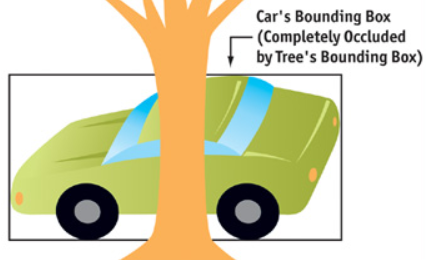 Car's Bounding Box
(Completely Occluded
by Tree's Bounding Box)